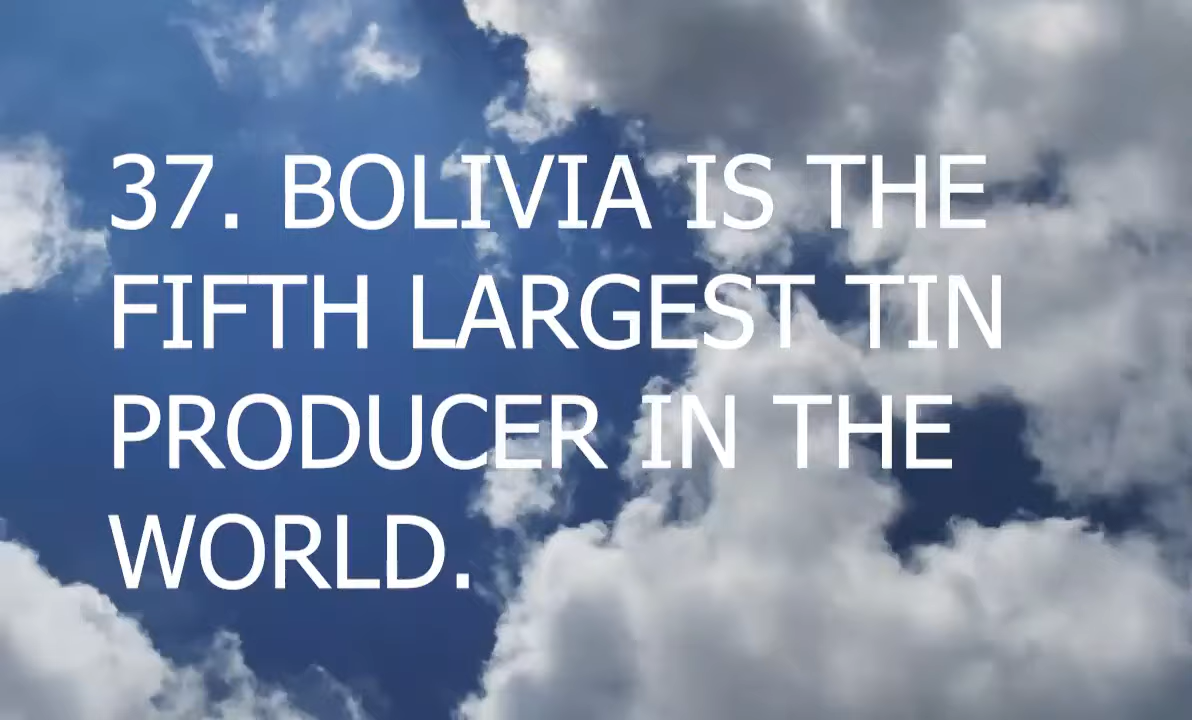 37. BOLIVIA IS THE
FIFTH LARGEST TIN
PRODUCER IN THE
WORLD.